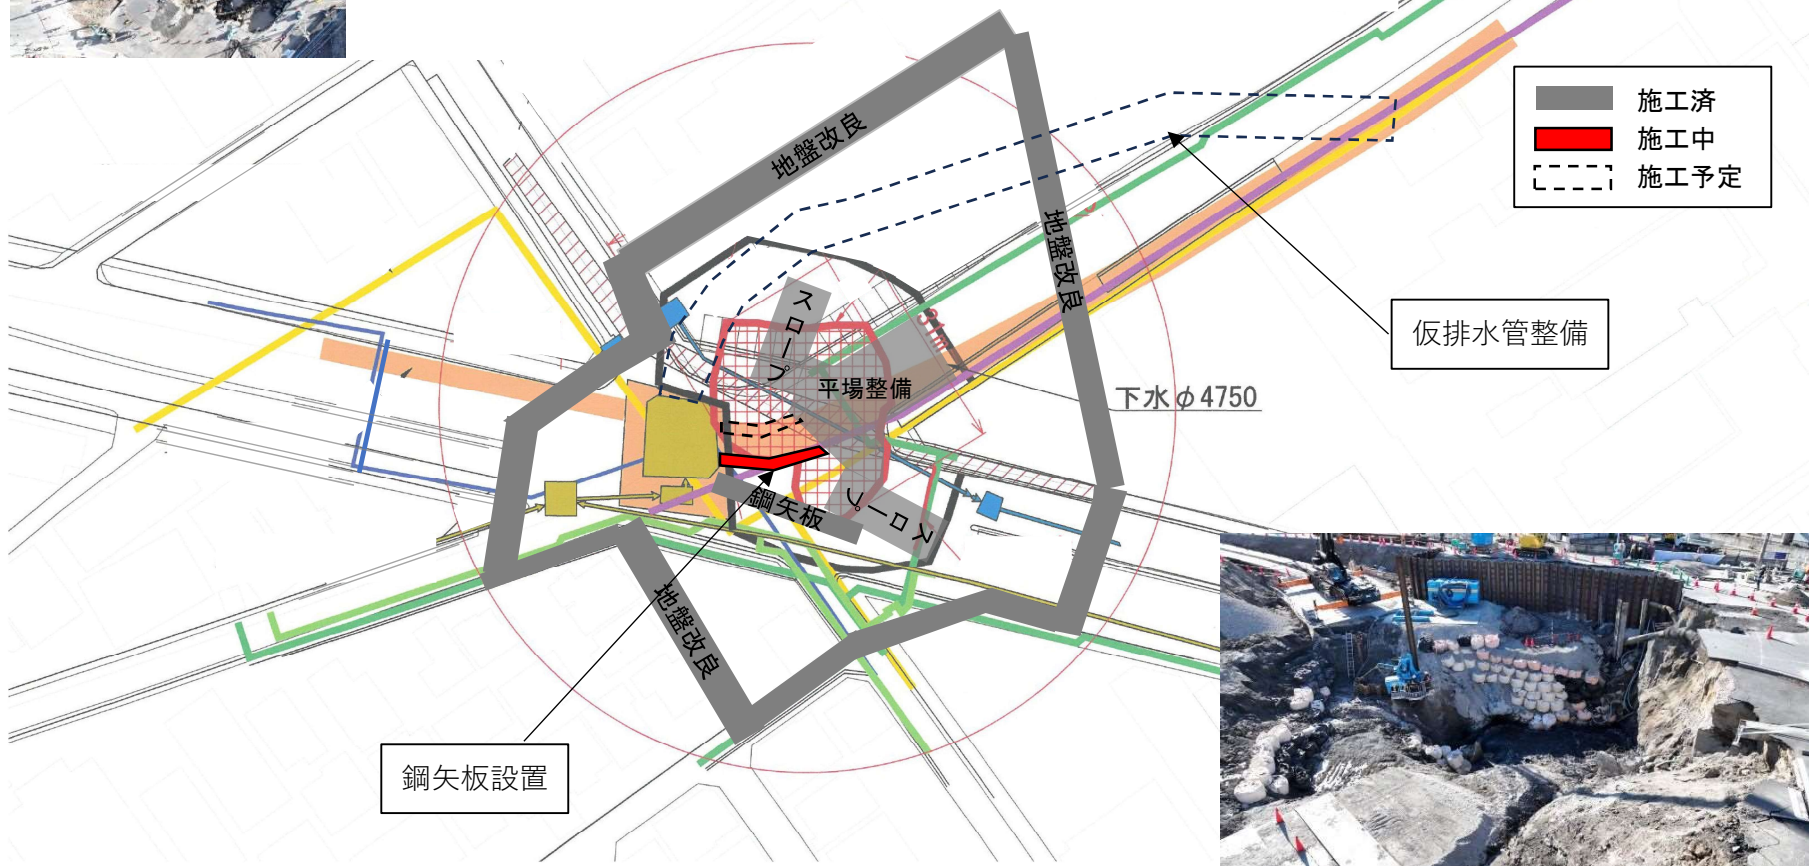 施工済
施工中
施工予定
地盤改良
地盤改良
仮排水管整備
スロープ
31m
平場整備
下水φ4750
鋼矢板
スロープ
地盤改良
鋼矢板設置